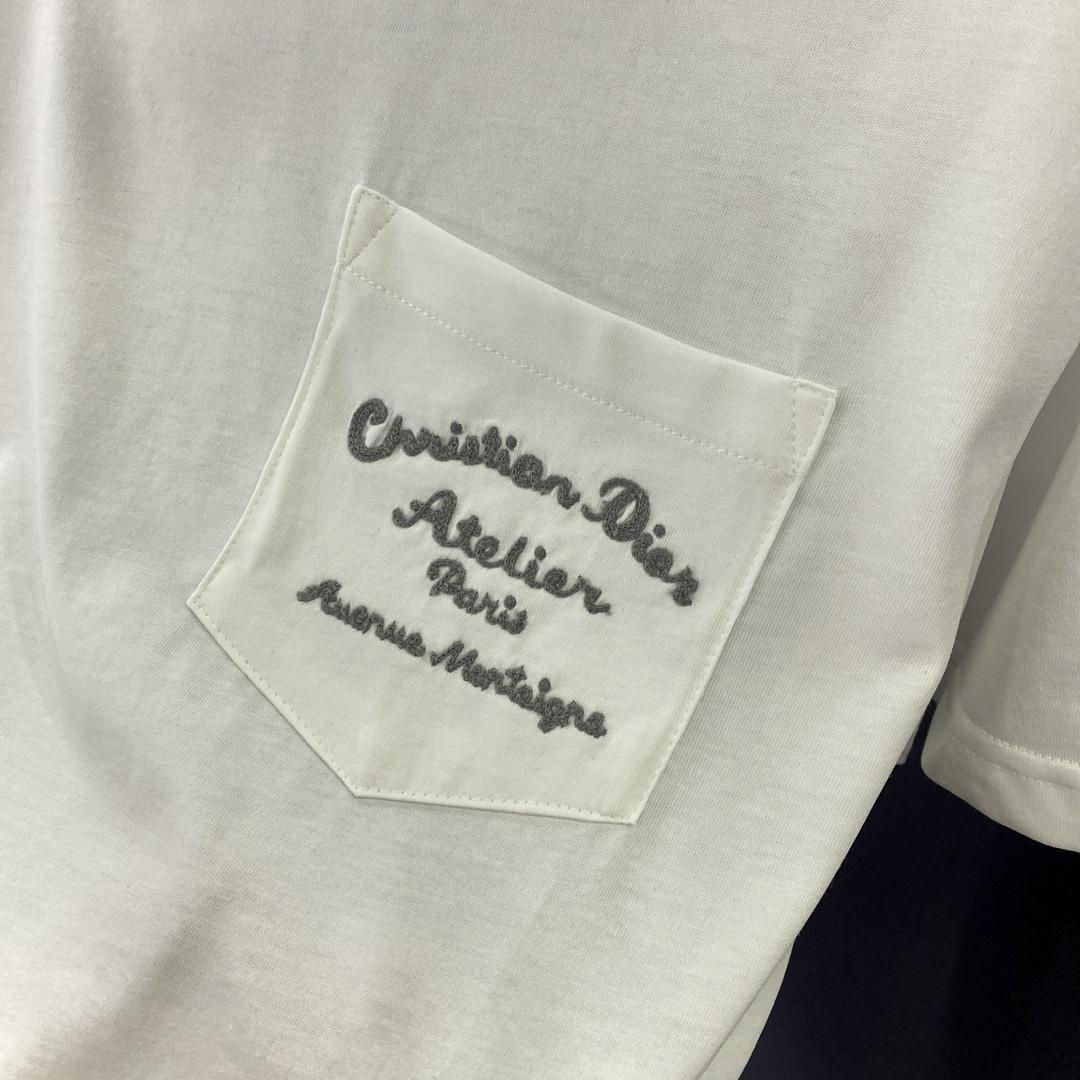 Christian Dior
Atelier
Paris
Avenue Montaigne